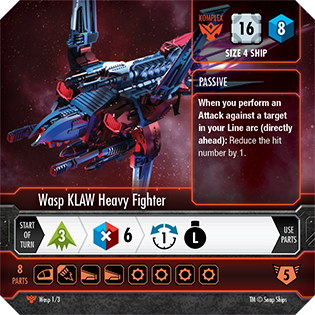 KOMPLEX
16
8
SIZE 4 SHIP
PASSIVE
When you perform an
Attack against a target
in your Line arc (directly
ahead): Reduce the hit
number by 1.
Wasp KLAW Heavy Fighter
START
OF
TURN
3
X 6
1
L
USE
PARTS
8
PARTS
5
Wasp 1/3
TM © Snap Ships